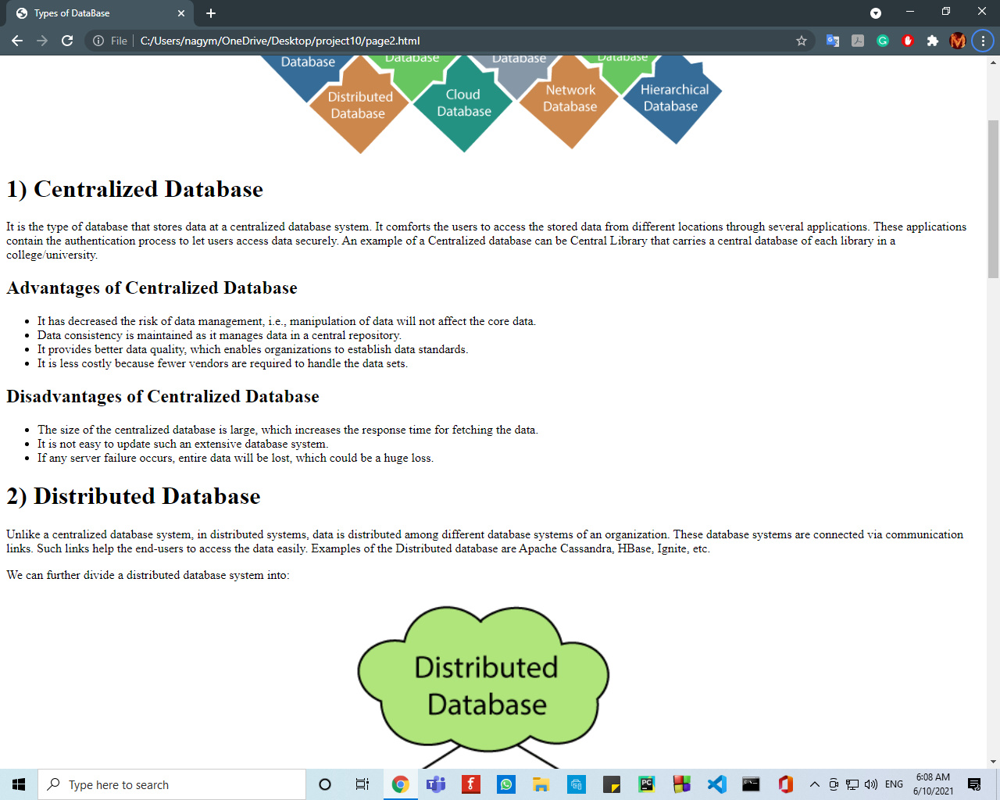 Types of DataBase
File
C:/Users/nagym/OneDrive/Desktop/project10/page2.html
Database
Database
Database
Database
Distributed
Database
Cloud
Database
Network
Database
Hierarchical
Database
1) Centralized Database
It is the type of database that stores data at a centralized database system. It comforts the users to access the stored data from different locations through several applications. These applications
contain the authentication process to let users access data securely. An example of a Centralized database can be Central Library that carries a central database of each library in a
college/university.
Advantages of Centralized Database
• It has decreased the risk of data management, i.e., manipulation of data will not affect the core data.
• Data consistency is maintained as it manages data in a central repository.
• It provides better data quality, which enables organizations to establish data standards.
• It is less costly because fewer vendors are required to handle the data sets.
Disadvantages of Centralized Database
• The size of the centralized database is large, which increases the response time for fetching the data.
• It is not easy to update such an extensive database system.
• If any server failure occurs, entire data will be lost, which could be a huge loss.
2) Distributed Database
Unlike a centralized database system, in distributed systems, data is distributed among different database systems of an organization. These database systems are connected via communication
links. Such links help the end-users to access the data easily. Examples of the Distributed database are Apache Cassandra, HBase, Ignite, etc.
We can further divide a distributed database system into:
Distributed
Database
Type here to search
ENG
6:08 AM
6/10/2021